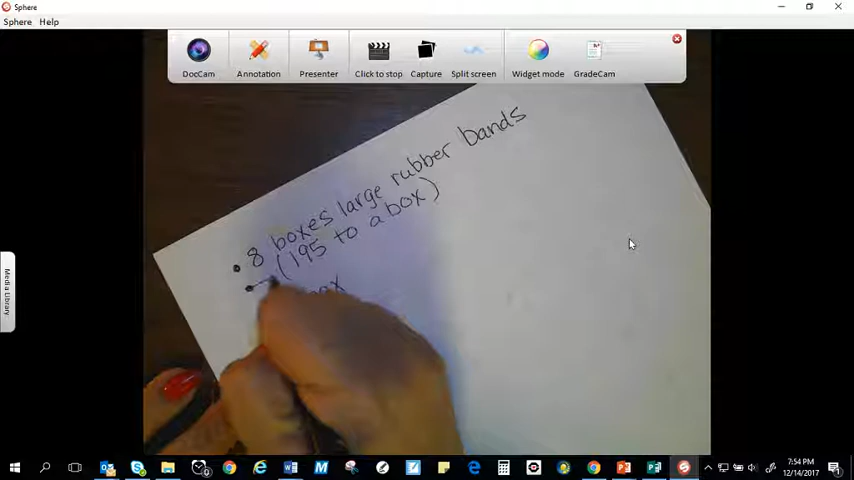 Sphere
Sphere Help
DocCam
Annotation
Presenter
Click to stop
Capture
Split screen
Widget mode
GradeCam
Media Library
• 8 boxes large rubber bands
(195 to a box)
•
7:54 PM
12/14/2017